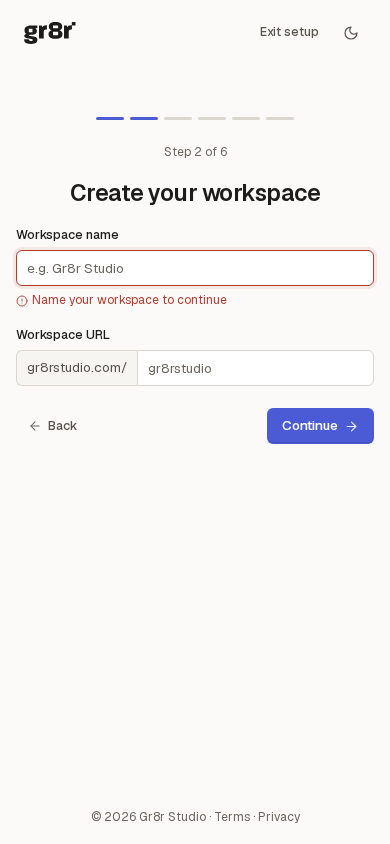 gr8r
Exit setup
Step 2 of 6
Create your workspace
Workspace name
e.g. Gr8r Studio
Name your workspace to continue
Workspace URL
gr8rstudio.com/ gr8rstudio
Back
Continue
© 2026 Gr8r Studio · Terms · Privacy